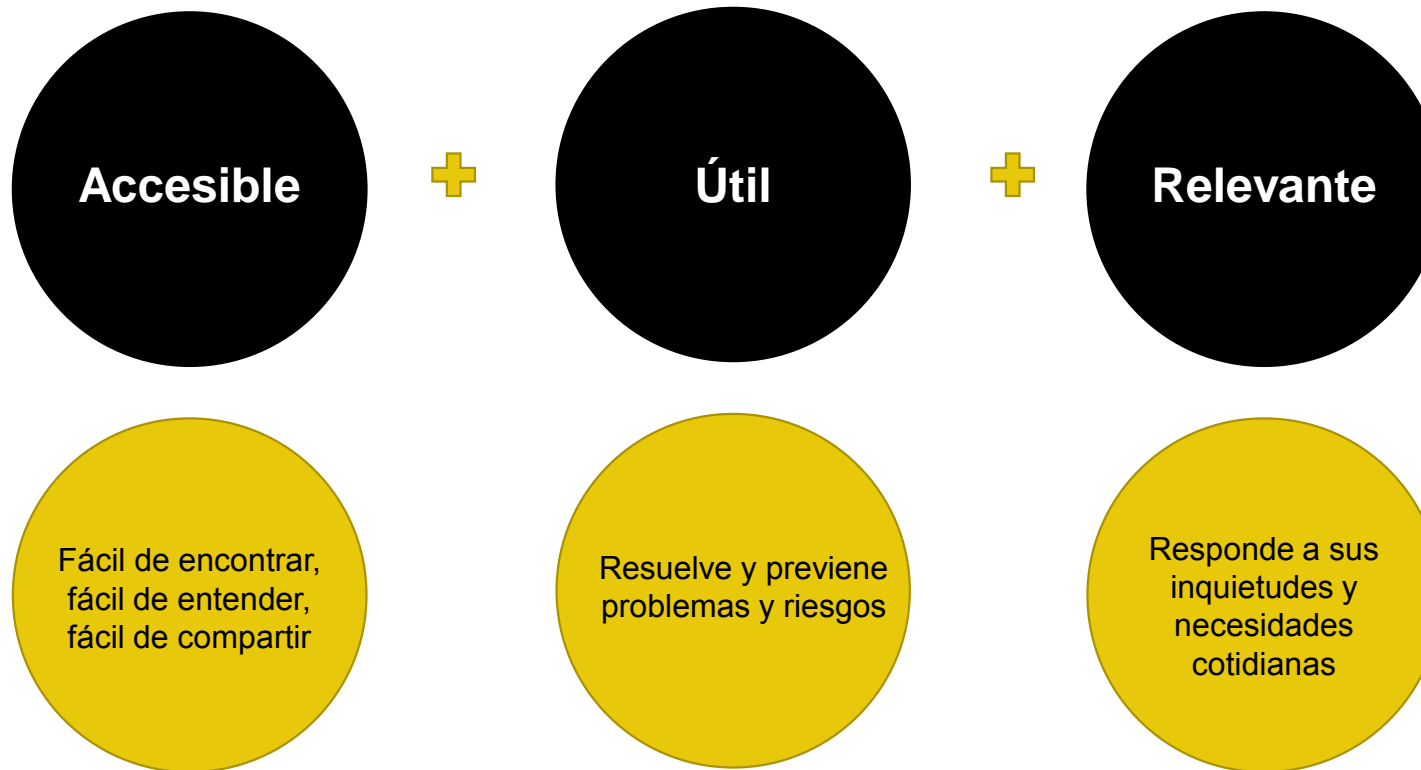 Accesible
Útil
Relevante
Fácil de encontrar,
fácil de entender,
fácil de compartir
Resuelve y previene
problemas y riesgos
Responde a sus
inquietudes y
necesidades
cotidianas